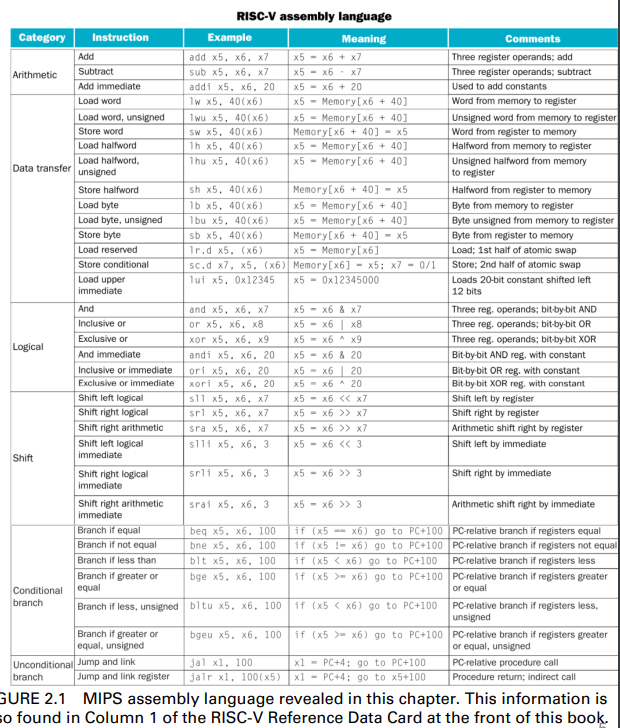 RISC-V assembly language
Category Instruction Example Meaning Comments
Arithmetic
Add add x5, x6, x7 x5 = x6 + x7 Three register operands; add
Subtract sub x5, x6, x7 x5 = x6 - x7 Three register operands; subtract
Add immediate addi x5, x6, 20 x5 = x6 + 20 Used to add constants
Data transfer
Load word lw x5, 40(x6) x5 = Memory[x6 + 40] Word from memory to register
Load word, unsigned lwu x5, 40(x6) x5 = Memory[x6 + 40] Unsigned word from memory to register
Store word sw x5, 40(x6) Memory[x6 + 40] = x5 Word from register to memory
Load halfword lh x5, 40(x6) x5 = Memory[x6 + 40] Halfword from memory to register
Load halfword, lhu x5, 40(x6) x5 = Memory[x6 + 40] Unsigned halfword from memory
unsigned to register
Store halfword sh x5, 40(x6) Memory[x6 + 40] = x5 Halfword from register to memory
Load byte lb x5, 40(x6) x5 = Memory[x6 + 40] Byte from memory to register
Load byte, unsigned lbu x5, 40(x6) x5 = Memory[x6 + 40] Byte unsigned from memory to register
Store byte sb x5, 40(x6) Memory[x6 + 40] = x5 Byte from register to memory
Load reserved lr.d x5, (x6) x5 = Memory[x6] Load; 1st half of atomic swap
Store conditional sc.d x7, x5, (x6) Memory[x6] = x5; x7 = 0/1 Store; 2nd half of atomic swap
Load upper lui x5, 0x12345 x5 = 0x12345000 Loads 20-bit constant shifted left
immediate 12 bits
Logical
And and x5, x6, x7 x5 = x6 & x7 Three reg. operands; bit-by-bit AND
Inclusive or or x5, x6, x8 x5 = x6 | x8 Three reg. operands; bit-by-bit OR
Exclusive or xor x5, x6, x9 x5 = x6 ^ x9 Three reg. operands; bit-by-bit XOR
And immediate andi x5, x6, 20 x5 = x6 & 20 Bit-by-bit AND reg. with constant
Inclusive or immediate ori x5, x6, 20 x5 = x6 | 20 Bit-by-bit OR reg. with constant
Exclusive or immediate xori x5, x6, 20 x5 = x6 ^ 20 Bit-by-bit XOR reg. with constant
Shift
Shift left logical sll x5, x6, x7 x5 = x6 << x7 Shift left by register
Shift right logical srl x5, x6, x7 x5 = x6 >> x7 Shift right by register
Shift right arithmetic sra x5, x6, x7 x5 = x6 >> x7 Arithmetic shift right by register
Shift left logical slli x5, x6, 3 x5 = x6 << 3 Shift left by immediate
immediate
Shift right logical srli x5, x6, 3 x5 = x6 >> 3 Shift right by immediate
immediate
Shift right arithmetic srai x5, x6, 3 x5 = x6 >> 3 Arithmetic shift right by immediate
immediate
Conditional
branch
Branch if equal beq x5, x6, 100 if (x5 == x6) go to PC+100 PC-relative branch if registers equal
Branch if not equal bne x5, x6, 100 if (x5 != x6) go to PC+100 PC-relative branch if registers not equal
Branch if less than blt x5, x6, 100 if (x5 < x6) go to PC+100 PC-relative branch if registers less
Branch if greater or bge x5, x6, 100 if (x5 >= x6) go to PC+100 PC-relative branch if registers greater
equal or equal
Branch if less, unsigned bltu x5, x6, 100 if (x5 < x6) go to PC+100 PC-relative branch if registers less,
unsigned
Branch if greater or bgeu x5, x6, 100 if (x5 >= x6) go to PC+100 PC-relative branch if registers greater
equal, unsigned or equal, unsigned
Unconditional
branch
Jump and link jal x1, 100 x1 = PC+4; go to PC+100 PC-relative procedure call
Jump and link register jalr x1, 100(x5) x1 = PC+4; go to x5+100 Procedure return; indirect call
GURE 2.1 MIPS assembly language revealed in this chapter. This information is
so found in Column 1 of the RISC-V Reference Data Card at the front of this book.